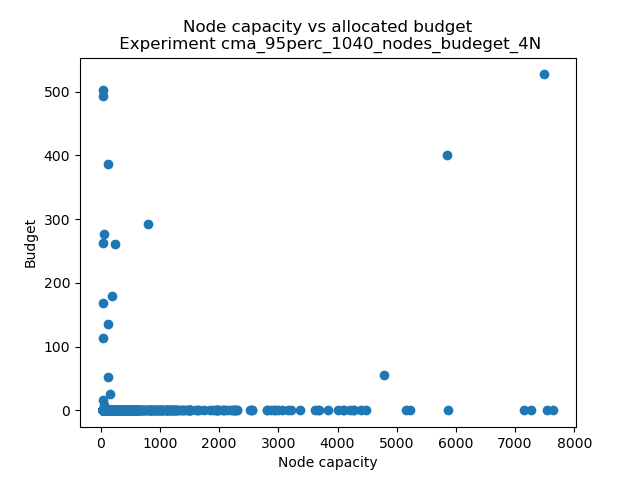 Node capacity vs allocated budget
Experiment cma_95perc_1040_nodes_budeget_4N
500
400
300
200
100
0
Budget
0 1000 2000 3000 4000 5000 6000 7000 8000
Node capacity